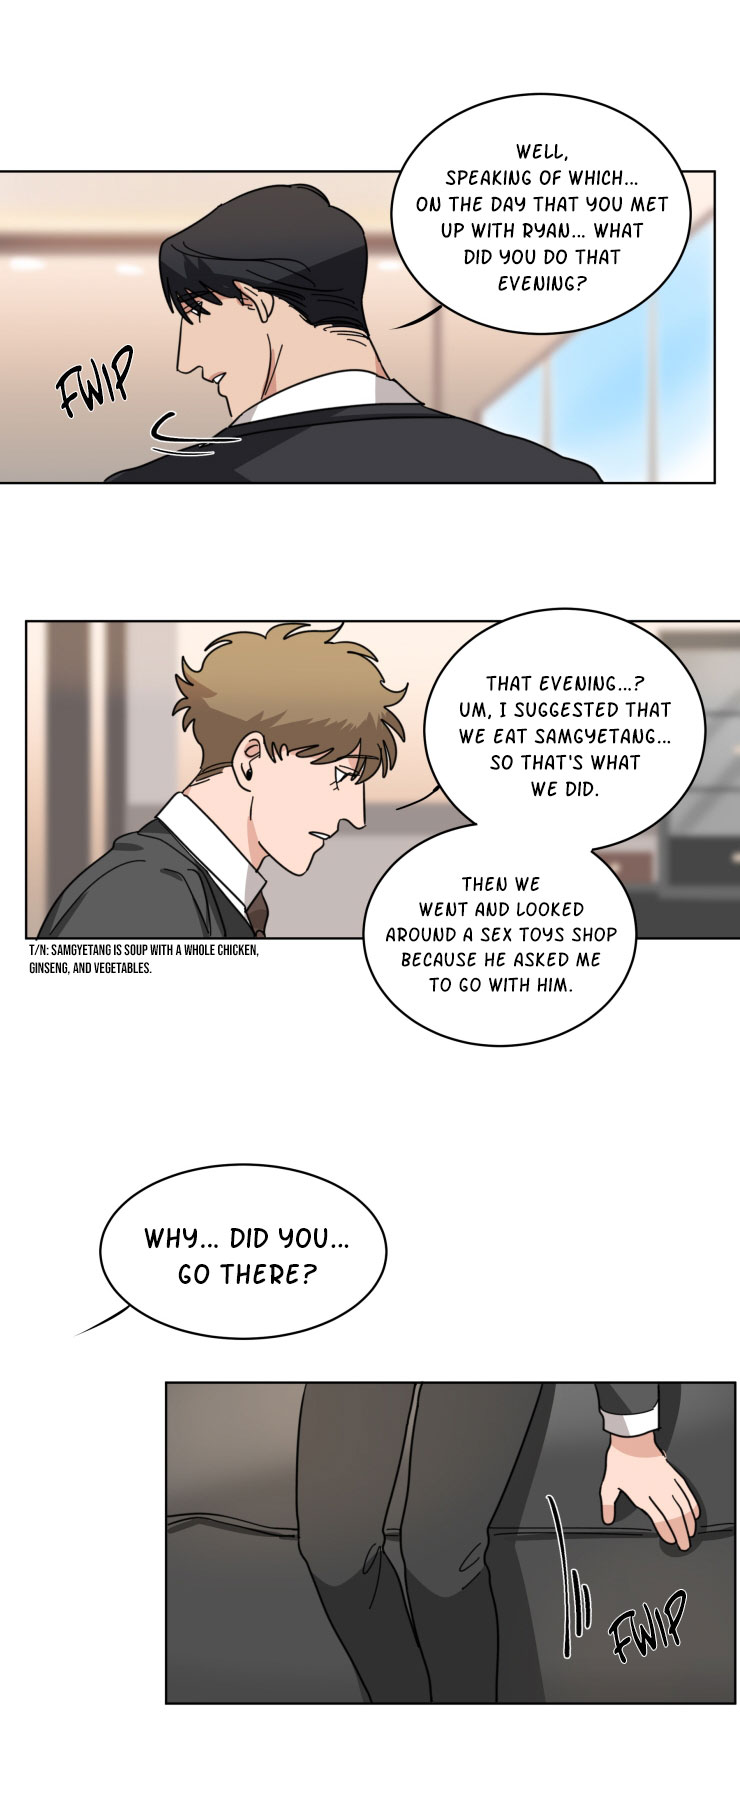 WELL,
SPEAKING OF WHICH...
ON THE DAY THAT YOU MET
UP WITH RYAN... WHAT
DID YOU DO THAT
EVENING?
FWIP
THAT EVENING...?
UM, I SUGGESTED THAT
WE EAT SAMGYETANG...
SO THAT'S WHAT
WE DID.
THEN WE
WENT AND LOOKED
AROUND A SEX TOYS SHOP
BECAUSE HE ASKED ME
TO GO WITH HIM.
T/N: SAMGYETANG IS SOUP WITH A WHOLE CHICKEN,
GINSENG, AND VEGETABLES.
WHY... DID YOU...
GO THERE?
FWIP